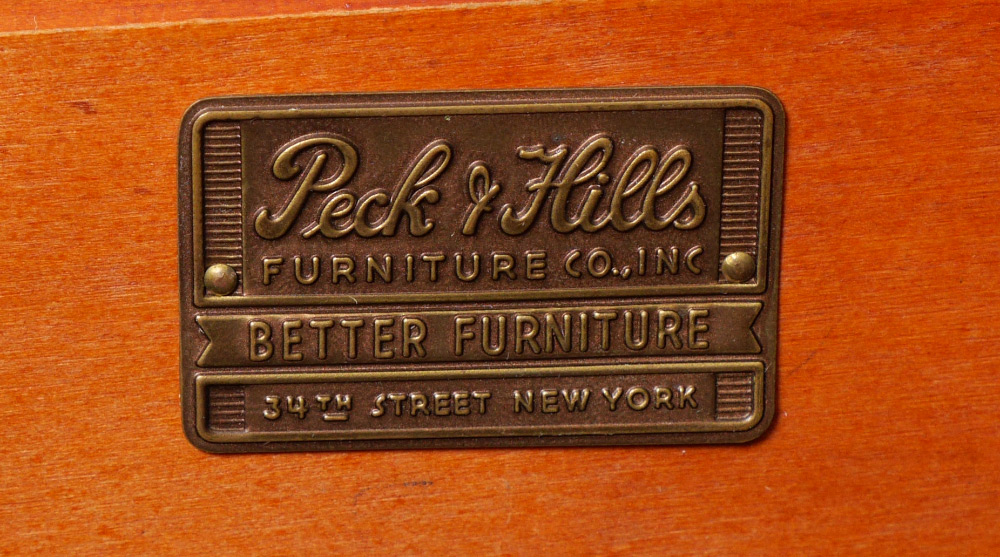 Peck & Hills
FURNITURE CO., INC
BETTER FURNITURE
34TH STREET NEW YORK